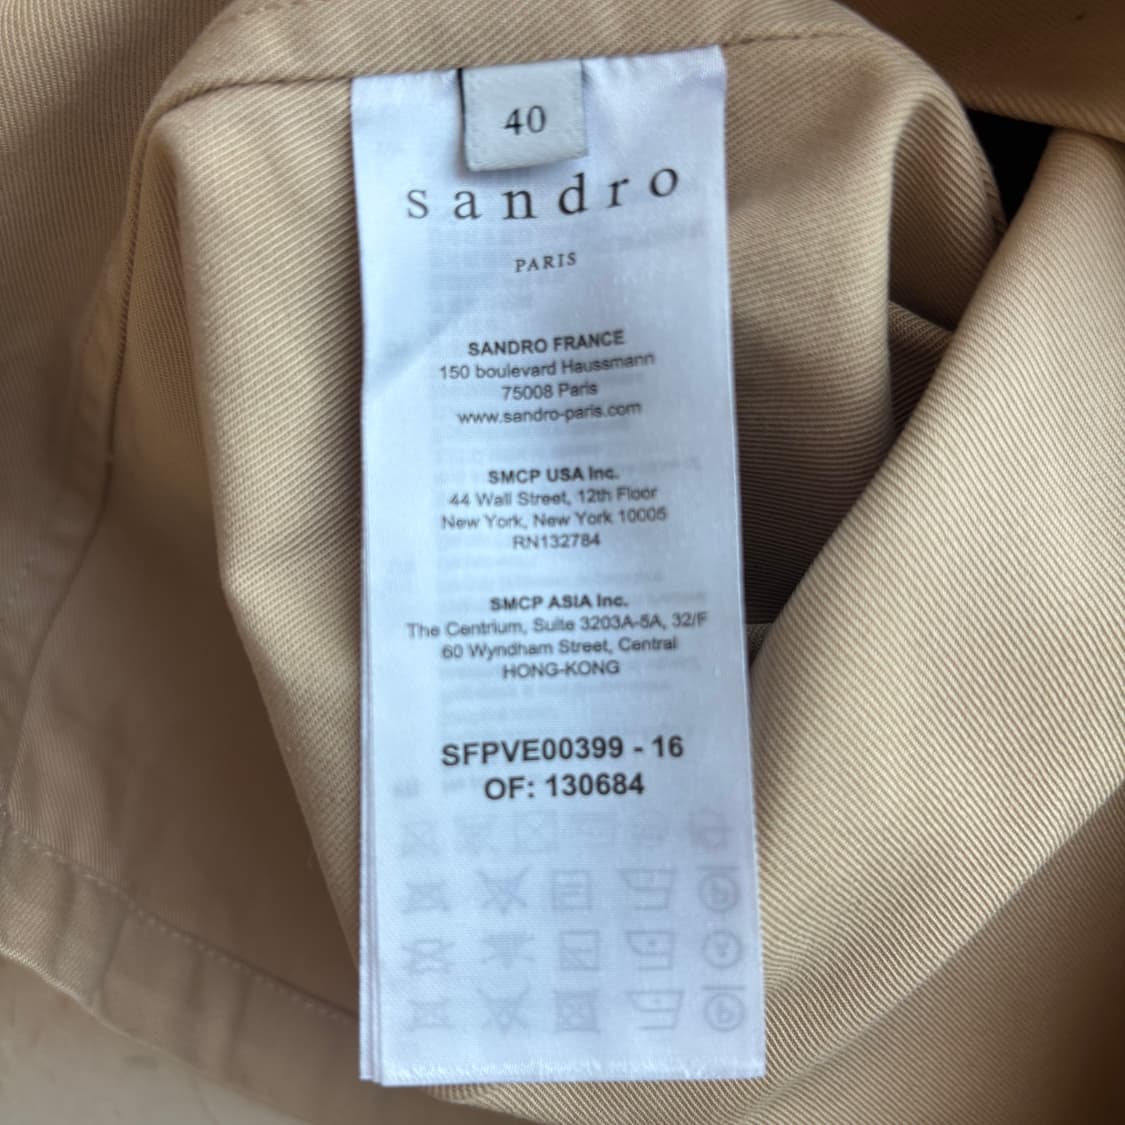 40
sandro
PARIS
SANDRO FRANCE
150 boulevard Haussmann
75008 Paris
www.sandro-paris.com
SMCP USA Inc.
44 Wall Street, 12th Floor
New York, New York 10005
RN132784
SMCP ASIA Inc.
The Centrium, Suite 3203A-5A, 32/F
60 Wyndham Street, Central
HONG-KONG
SFPVE00399 - 16
OF: 130684